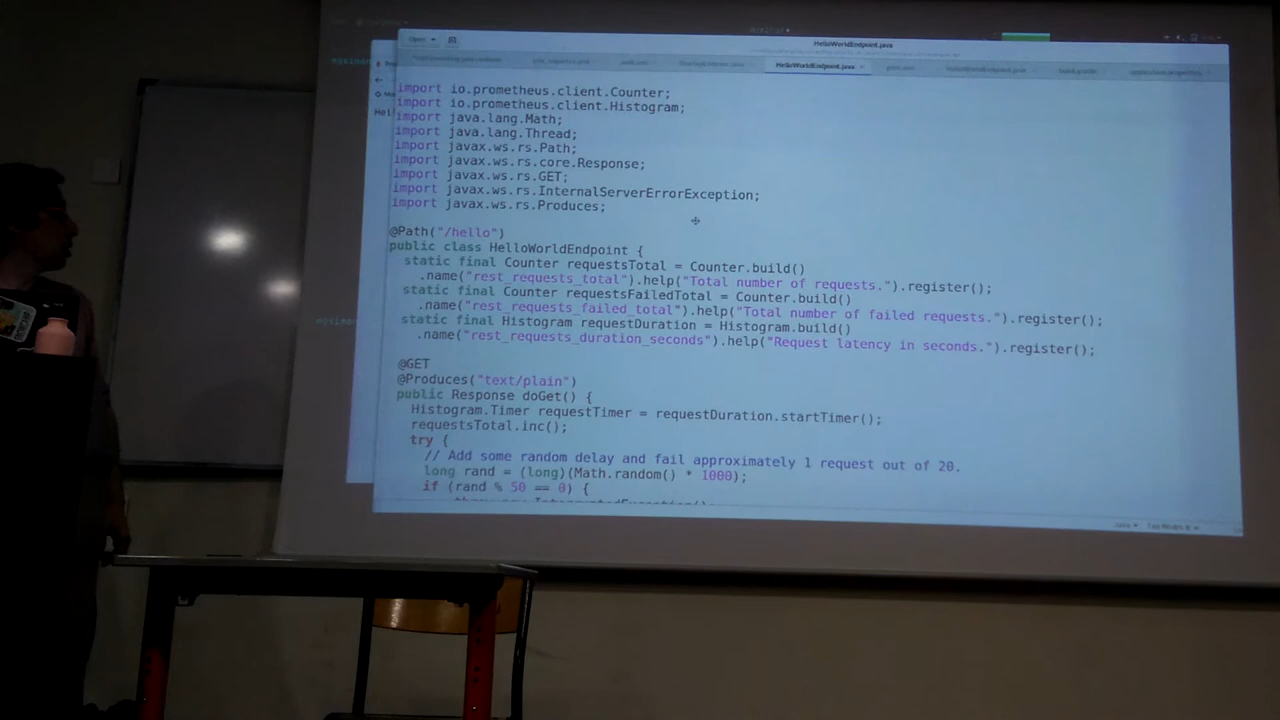 Open
HelloWorldEndpoint.java
HelloWorldEndpoint.java
import io.prometheus.client.Counter;
import io.prometheus.client.Histogram;
import java.lang.Math;
import java.lang.Thread;
import javax.ws.rs.Path;
import javax.ws.rs.core.Response;
import javax.ws.rs.GET;
import javax.ws.rs.InternalServerErrorException;
import javax.ws.rs.Produces;
@Path("/hello")
public class HelloWorldEndpoint {
static final Counter requestsTotal = Counter.build()
.name("rest_requests_total").help("Total number of requests.").register();
static final Counter requestsFailedTotal = Counter.build()
.name("rest_requests_failed_total").help("Total number of failed requests.").register();
static final Histogram requestDuration = Histogram.build()
.name("rest_requests_duration_seconds").help("Request latency in seconds.").register();
@GET
@Produces("text/plain")
public Response doGet() {
Histogram.Timer requestTimer = requestDuration.startTimer();
requestsTotal.inc();
try {
// Add some random delay and fail approximately 1 request out of 20.
long rand = (long)(Math.random() * 1000);
if (rand % 50 == 0) {